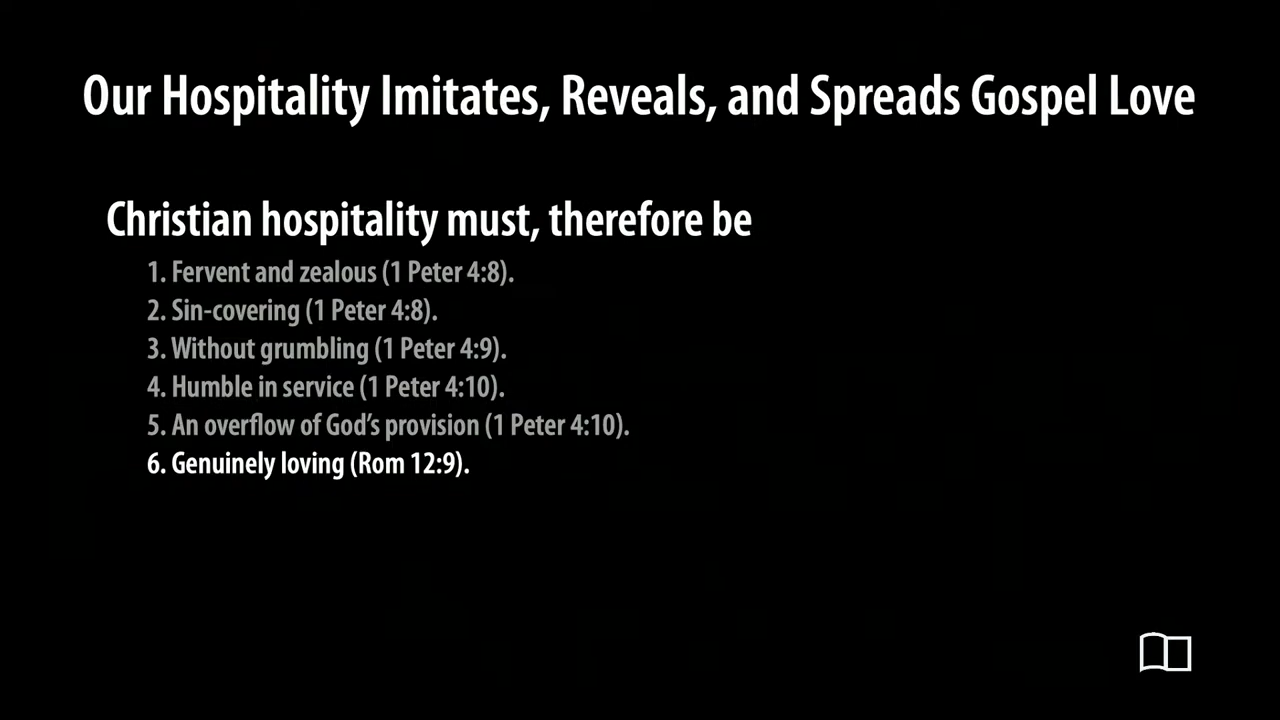 Our Hospitality Imitates, Reveals, and Spreads Gospel Love
Christian hospitality must, therefore be
1. Fervent and zealous (1 Peter 4:8).
2. Sin-covering (1 Peter 4:8).
3. Without grumbling (1 Peter 4:9).
4. Humble in service (1 Peter 4:10).
5. An overflow of God’s provision (1 Peter 4:10).
6. Genuinely loving (Rom 12:9).